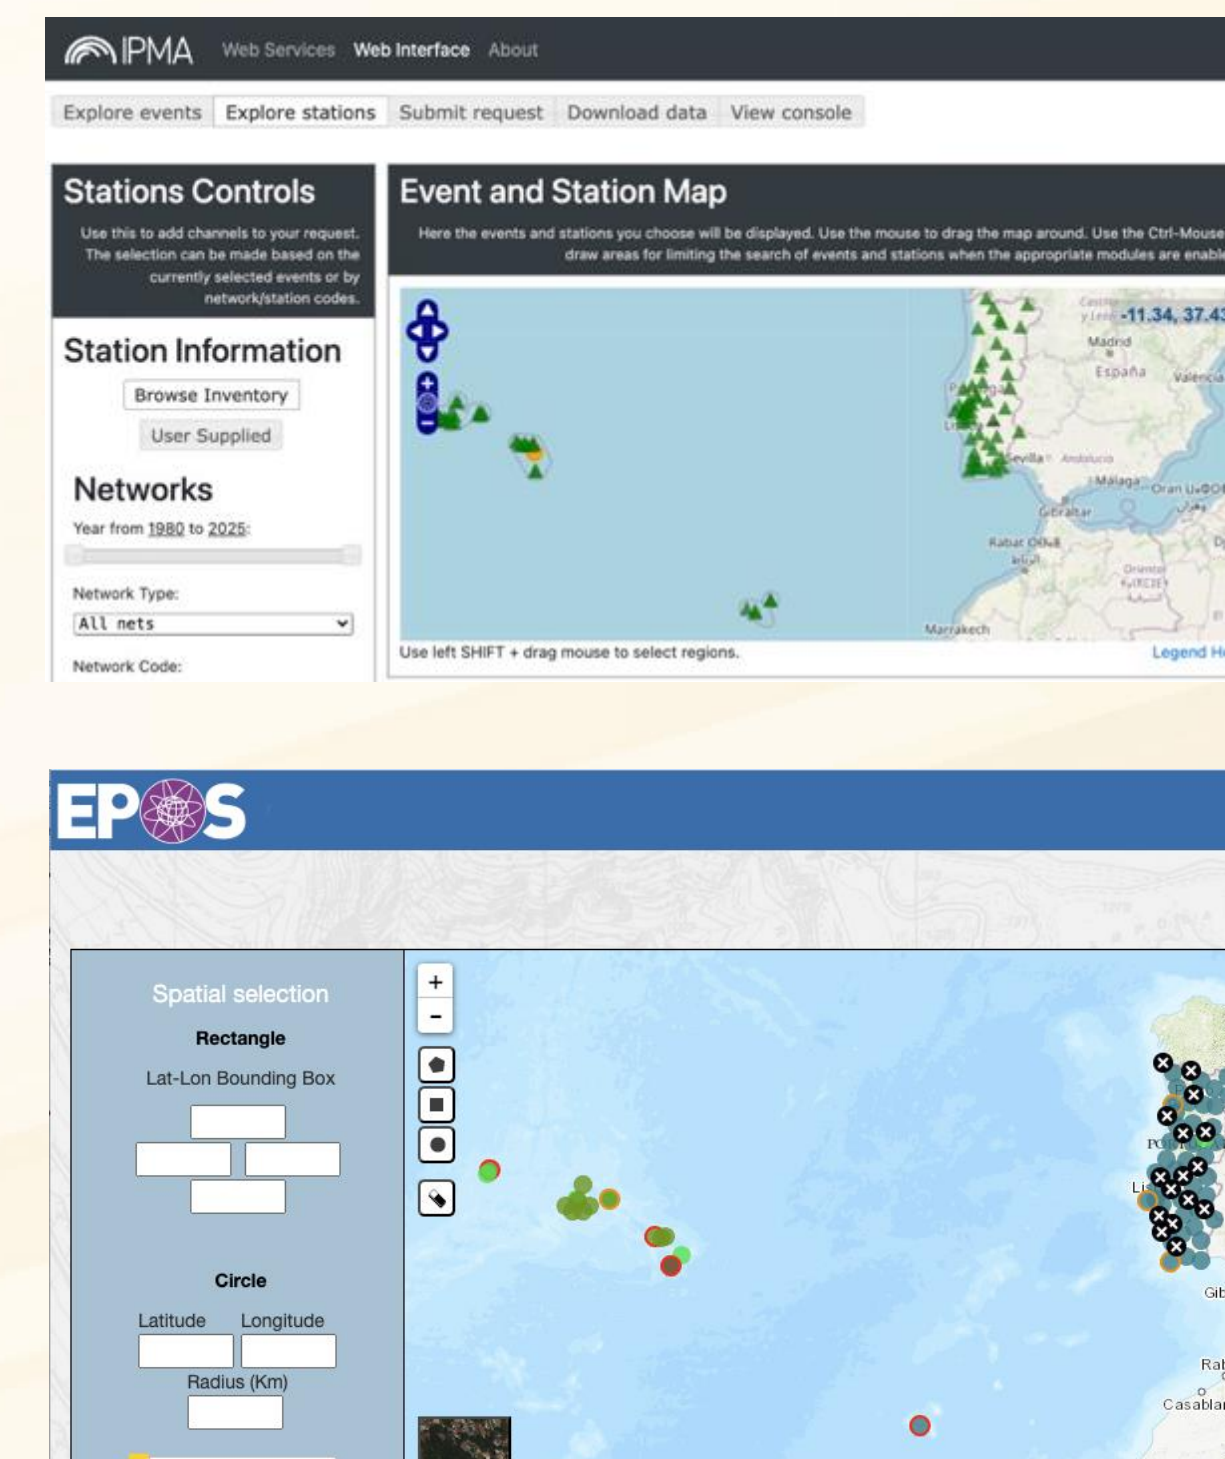 IPMA Web Services Web Interface About
Explore events Explore stations Submit request Download data View console
Stations Controls
Use this to add channels to your request.
The selection can be made based on the
currently selected events or by
network/station codes.
Station Information
Browse Inventory
User Supplied
Networks
Year from 1980 to 2025:
Network Type:
All nets
Network Code:
Event and Station Map
Here the events and stations you choose will be displayed. Use the mouse to drag the map around. Use the Ctrl-Mouse
draw areas for limiting the search of events and stations when the appropriate modules are enable
-11.34, 37.43
Madrid
España
Valencia
Sevilla
Andalucía
Málaga
Oran
Gibraltar
Rabat
Oriental
Marrakech
Use left SHIFT + drag mouse to select regions.
Legend He
EPOS
Spatial selection
Rectangle
Lat-Lon Bounding Box
Circle
Latitude Longitude
Radius (Km)
+
-
Lis
Gib
Rab
Casablan